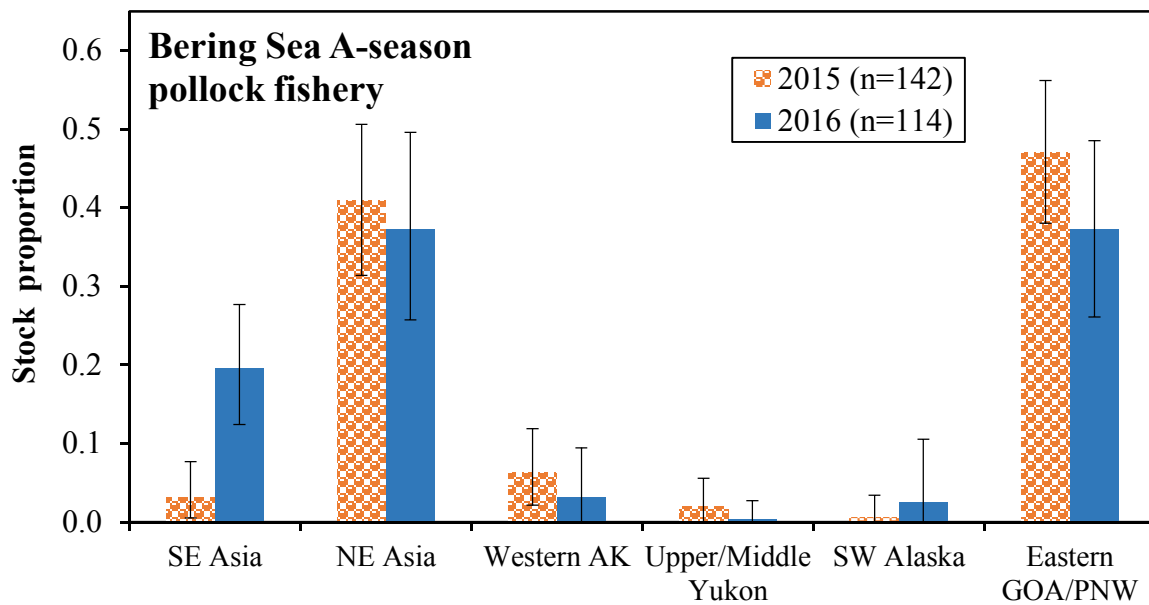 Bering Sea A-season
pollock fishery
2015 (n=142)
2016 (n=114)
Stock proportion
0.6
0.5
0.4
0.3
0.2
0.1
0.0
SE Asia
NE Asia
Western AK
Upper/Middle
Yukon
SW Alaska
Eastern
GOA/PNW